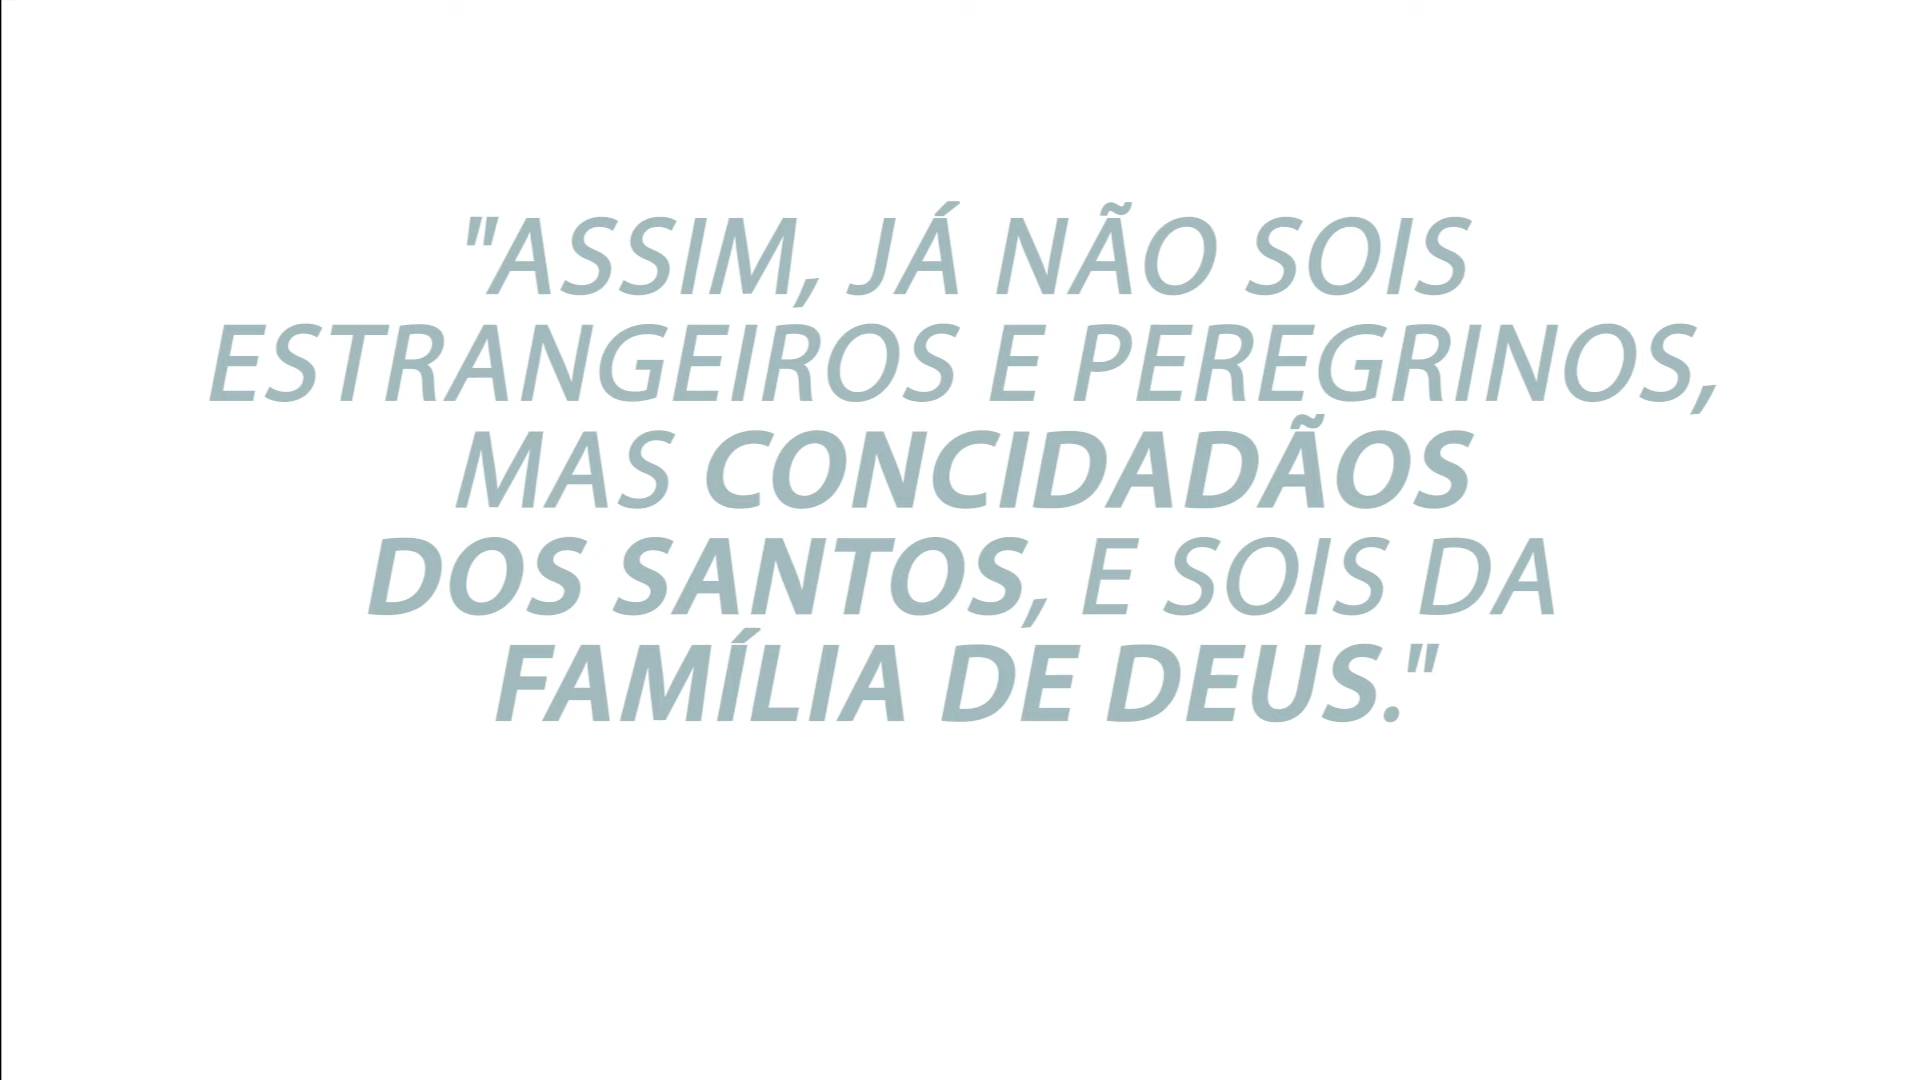 "ASSIM, JÁ NÃO SOIS
ESTRANGEIROS E PEREGRINOS,
MAS CONCIDADÃOS
DOS SANTOS, E SOIS DA
FAMÍLIA DE DEUS."